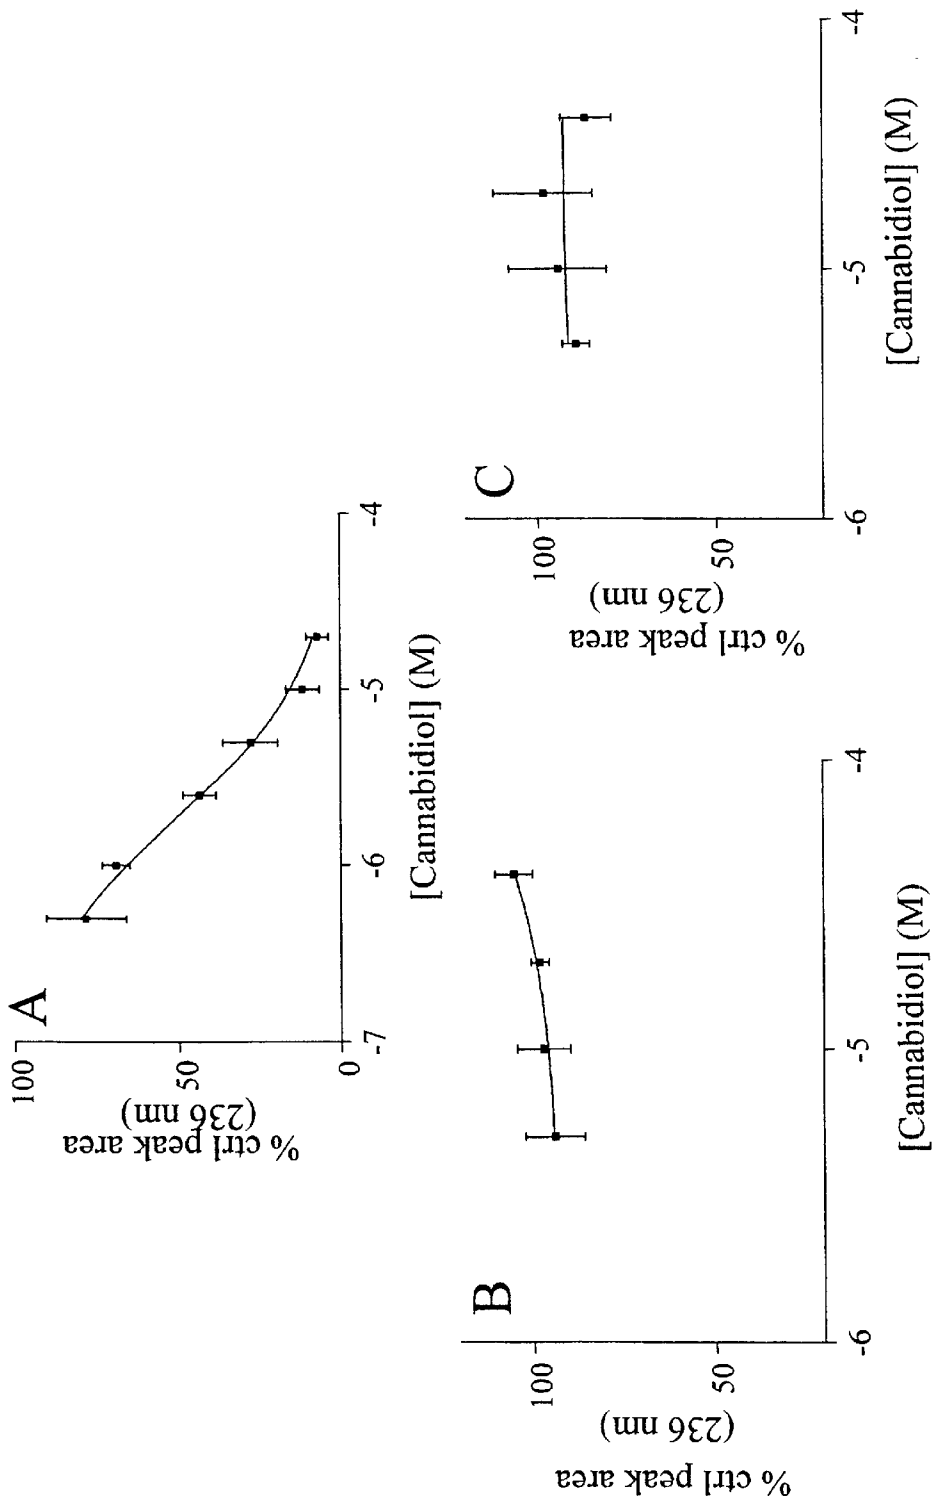 A
% ctrl peak area
(236 nm)
100
50
0
-7
-6
-5
-4
[Cannabidiol] (M)
B
% ctrl peak area
(236 nm)
100
50
-6
-5
-4
[Cannabidiol] (M)
C
% ctrl peak area
(236 nm)
100
50
-6
-5
-4
[Cannabidiol] (M)